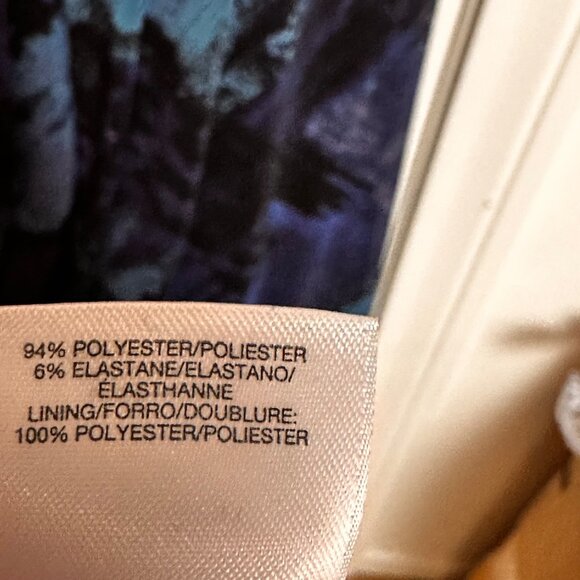 94% POLYESTER/POLIESTER
6% ELASTANE/ELASTANO/
ÉLASTHANNE
LINING/FORRO/DOUBLURE:
100% POLYESTER/POLIESTER